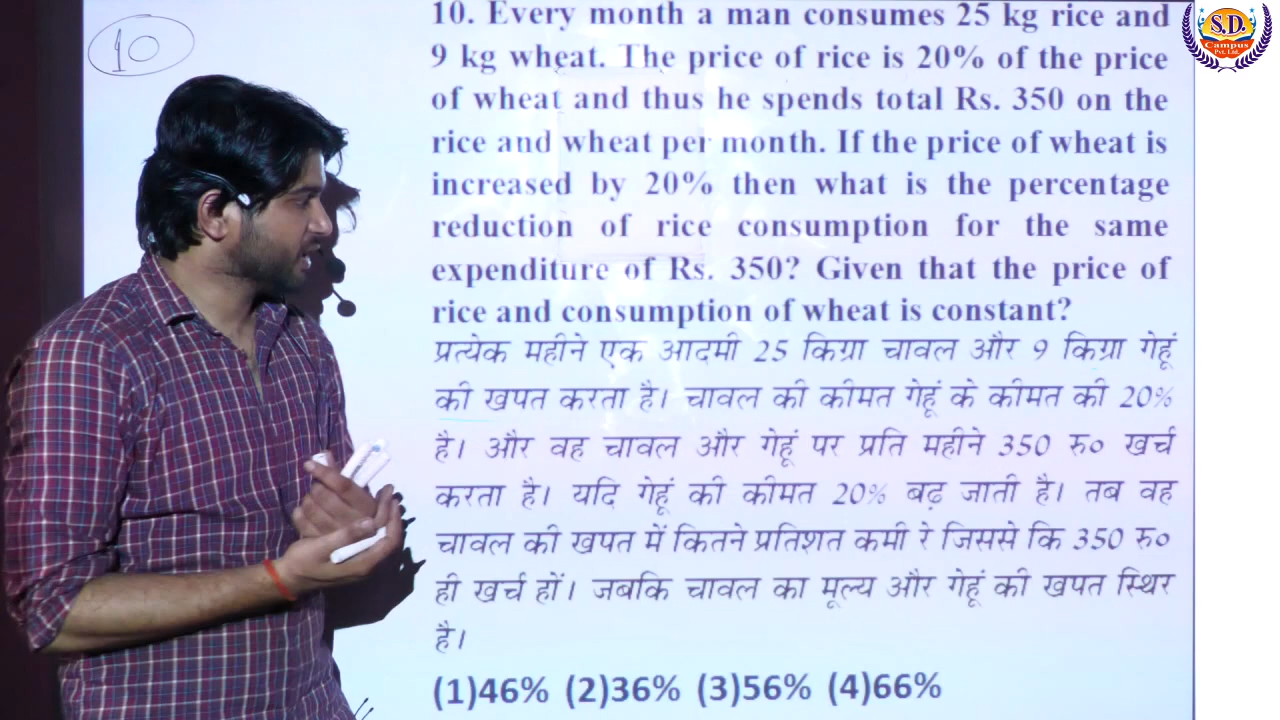 10
10. Every month a man consumes 25 kg rice and
9 kg wheat. The price of rice is 20% of the price
of wheat and thus he spends total Rs. 350 on the
rice and wheat per month. If the price of wheat is
increased by 20% then what is the percentage
reduction of rice consumption for the same
expenditure of Rs. 350? Given that the price of
rice and consumption of wheat is constant?
प्रत्येक महीने एक आदमी 25 किग्रा चावल और 9 किग्रा गेहूं
की खपत करता है। चावल की कीमत गेहूं के कीमत की 20%
है। और वह चावल और गेहूं पर प्रति महीने 350 रु० खर्च
करता है। यदि गेहूं की कीमत 20% बढ़ जाती है। तब वह
चावल की खपत में कितने प्रतिशत कमी रे जिससे कि 350 रु०
ही खर्च हों। जबकि चावल का मूल्य और गेहूं की खपत स्थिर
है।
(1)46% (2)36% (3)56% (4)66%
S.D.
Campus
Pvt. Ltd.